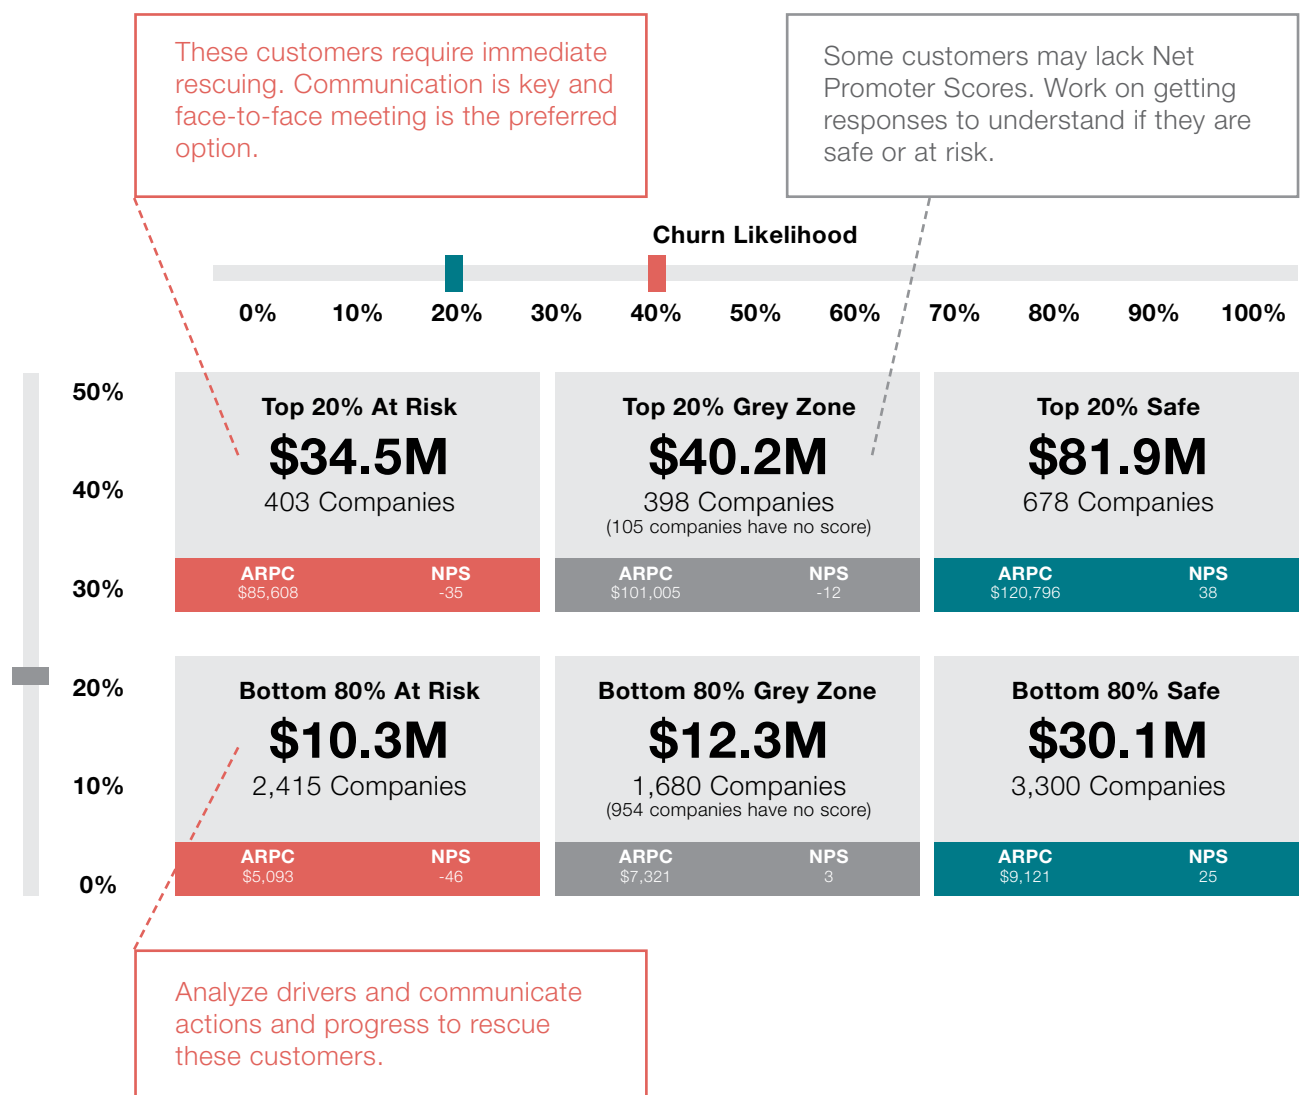 These customers require immediate
rescuing. Communication is key and
face-to-face meeting is the preferred
option.
Some customers may lack Net
Promoter Scores. Work on getting
responses to understand if they are
safe or at risk.
Churn Likelihood
0% 10% 20% 30% 40% 50% 60% 70% 80% 90% 100%
50%
40%
30%
20%
10%
0%
Top 20% At Risk
$34.5M
403 Companies
ARPC NPS
$85,608 -35
Top 20% Grey Zone
$40.2M
398 Companies
(105 companies have no score)
ARPC NPS
$101,005 -12
Top 20% Safe
$81.9M
678 Companies
ARPC NPS
$120,796 38
Bottom 80% At Risk
$10.3M
2,415 Companies
ARPC NPS
$5,093 -46
Bottom 80% Grey Zone
$12.3M
1,680 Companies
(954 companies have no score)
ARPC NPS
$7,321 3
Bottom 80% Safe
$30.1M
3,300 Companies
ARPC NPS
$9,121 25
Analyze drivers and communicate
actions and progress to rescue
these customers.